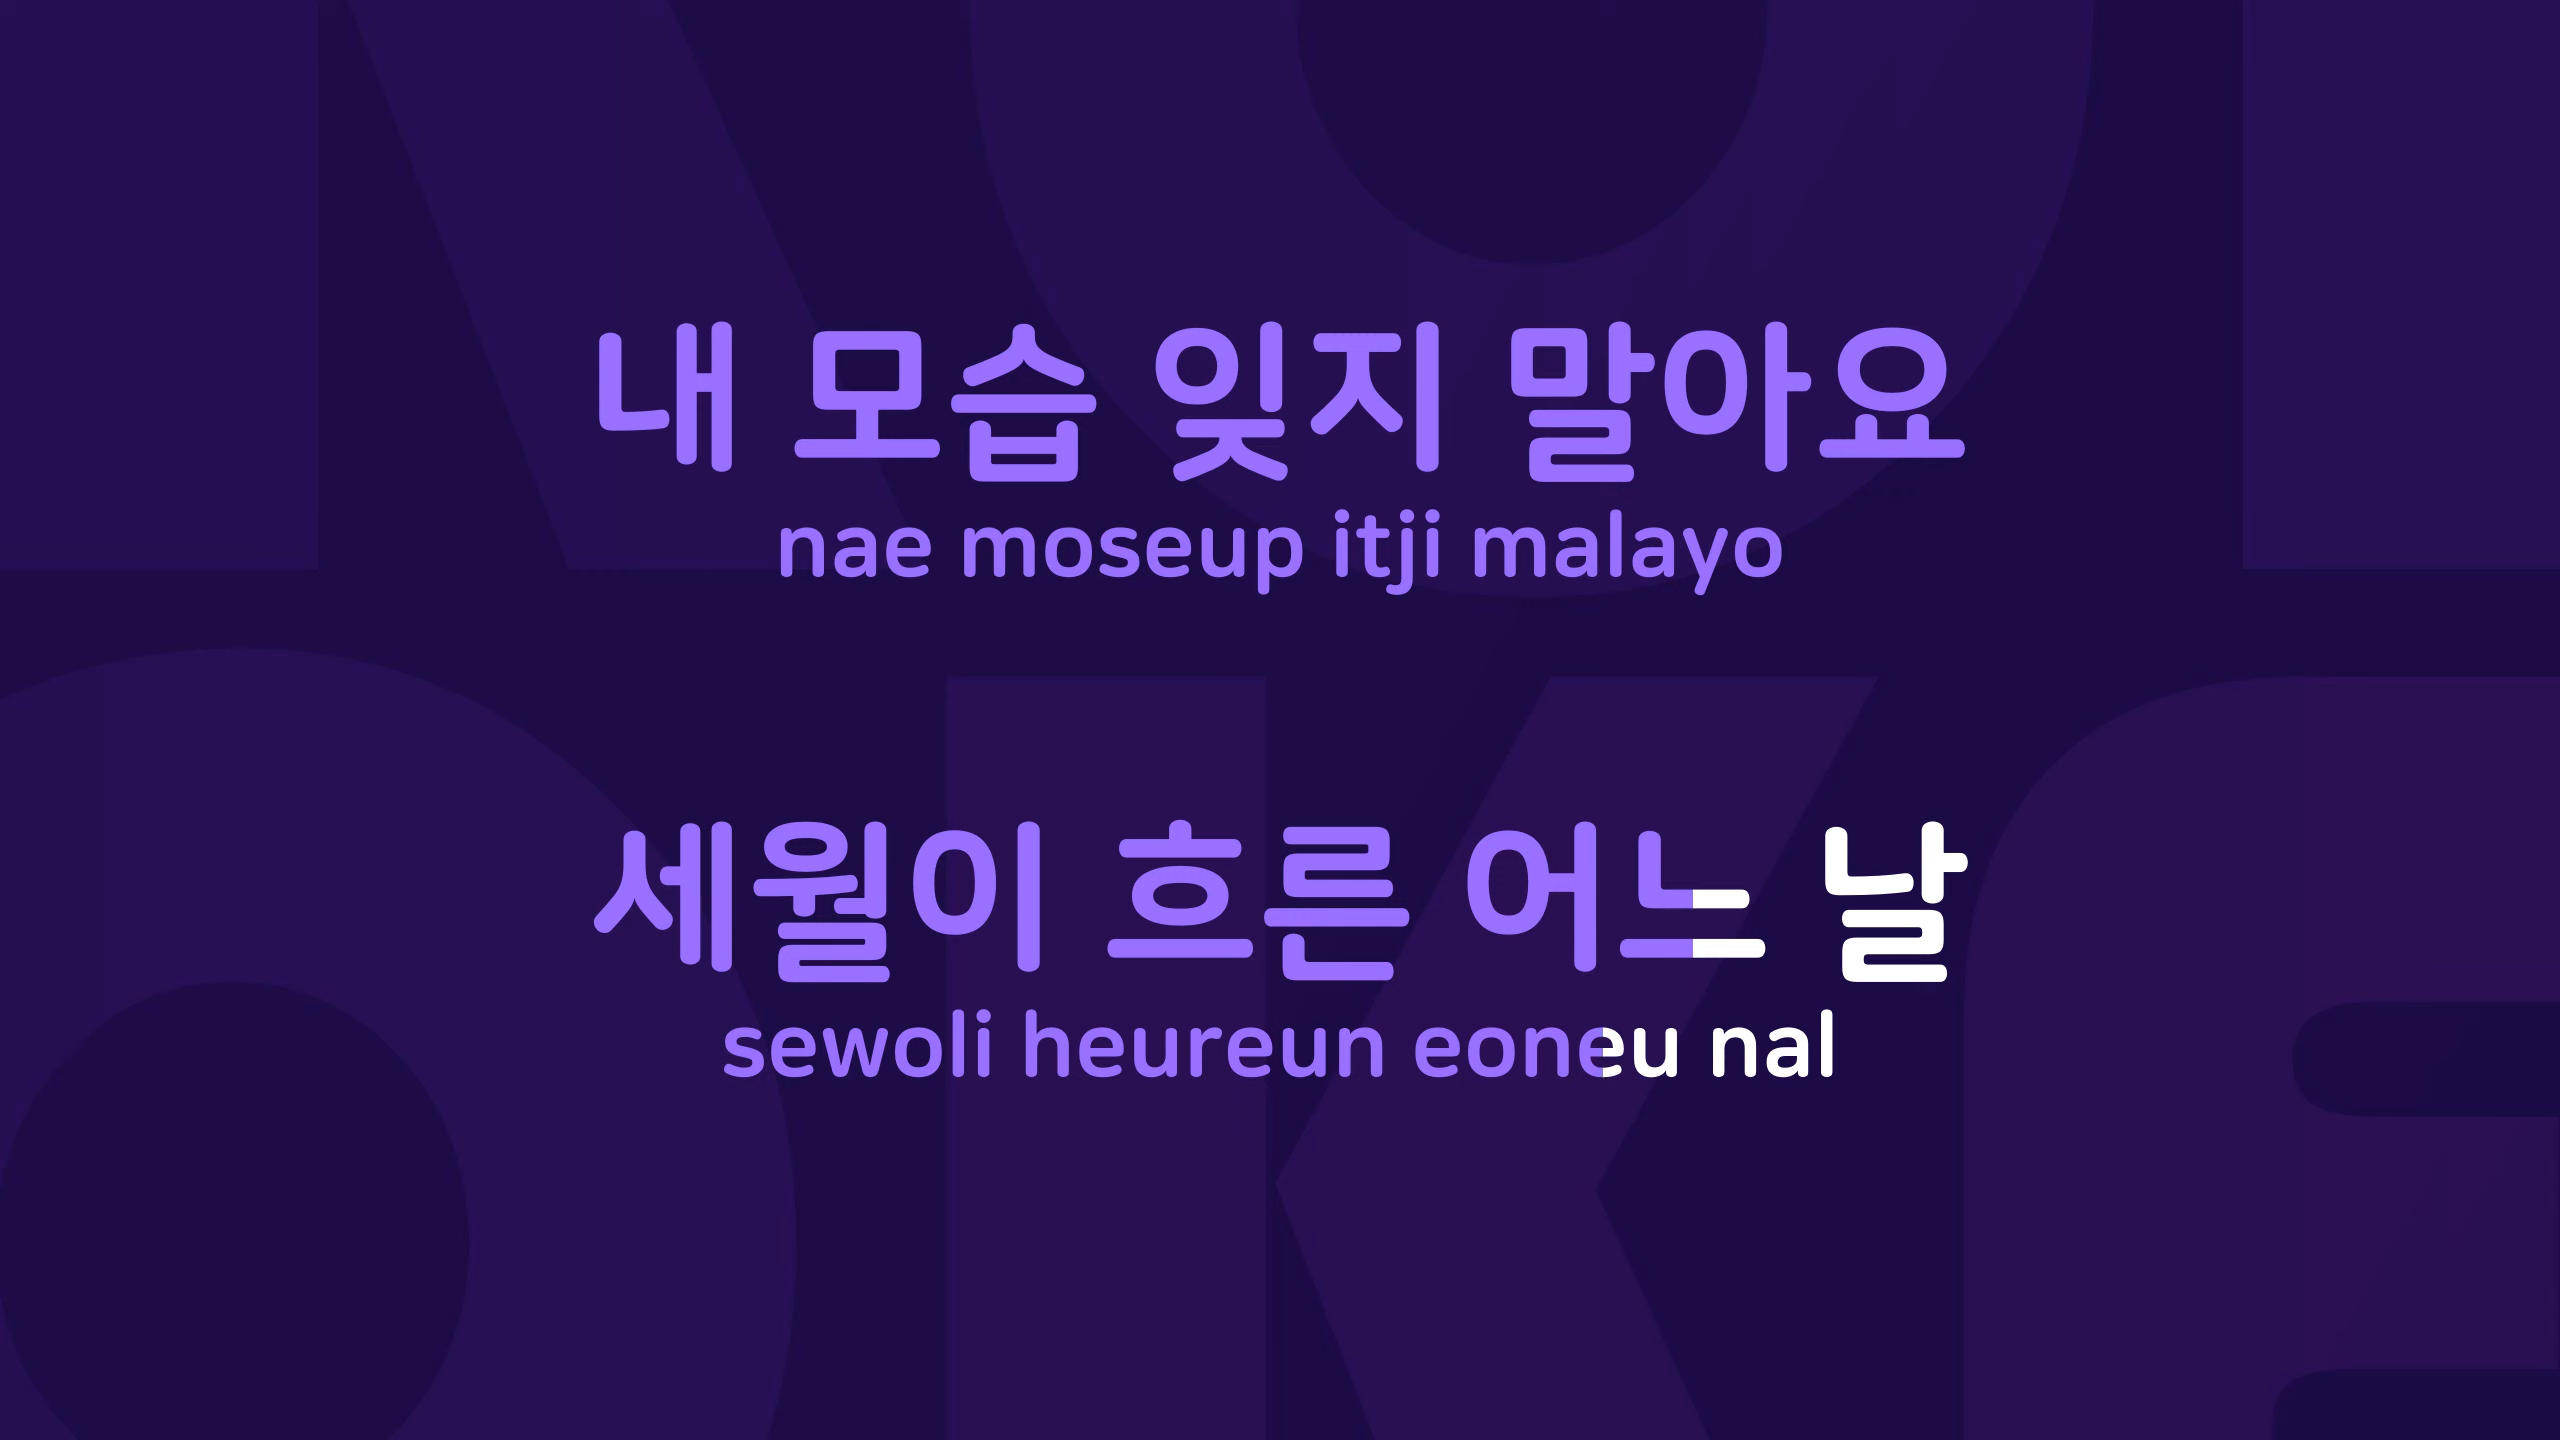 내 모습 잊지 말아요
nae moseup itji malayo
세월이 흐른 어느 날
sewoli heureun eoneu nal